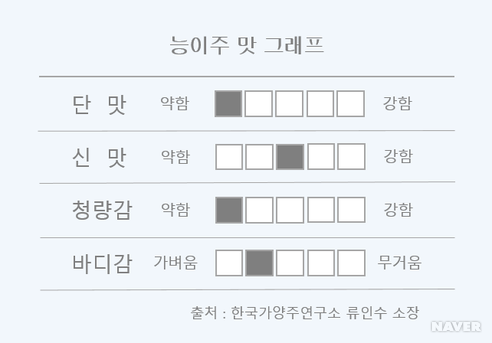 능이주 맛 그래프
단 맛 약함 강함
신 맛 약함 강함
청량감 약함 강함
바디감 가벼움 무거움
출처 : 한국가양주연구소 류인수 소장
NAVER